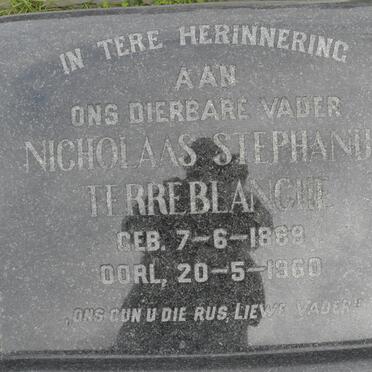 IN TERE HERINNERING
AAN
ONS DIERBARE VADER
NICHOLAAS STEPHANU
TERREBLANCHE
GEB. 7-6-1868
OORL, 20-5-1960
„ONS GUN U DIE RUS, LIEWE VADER"